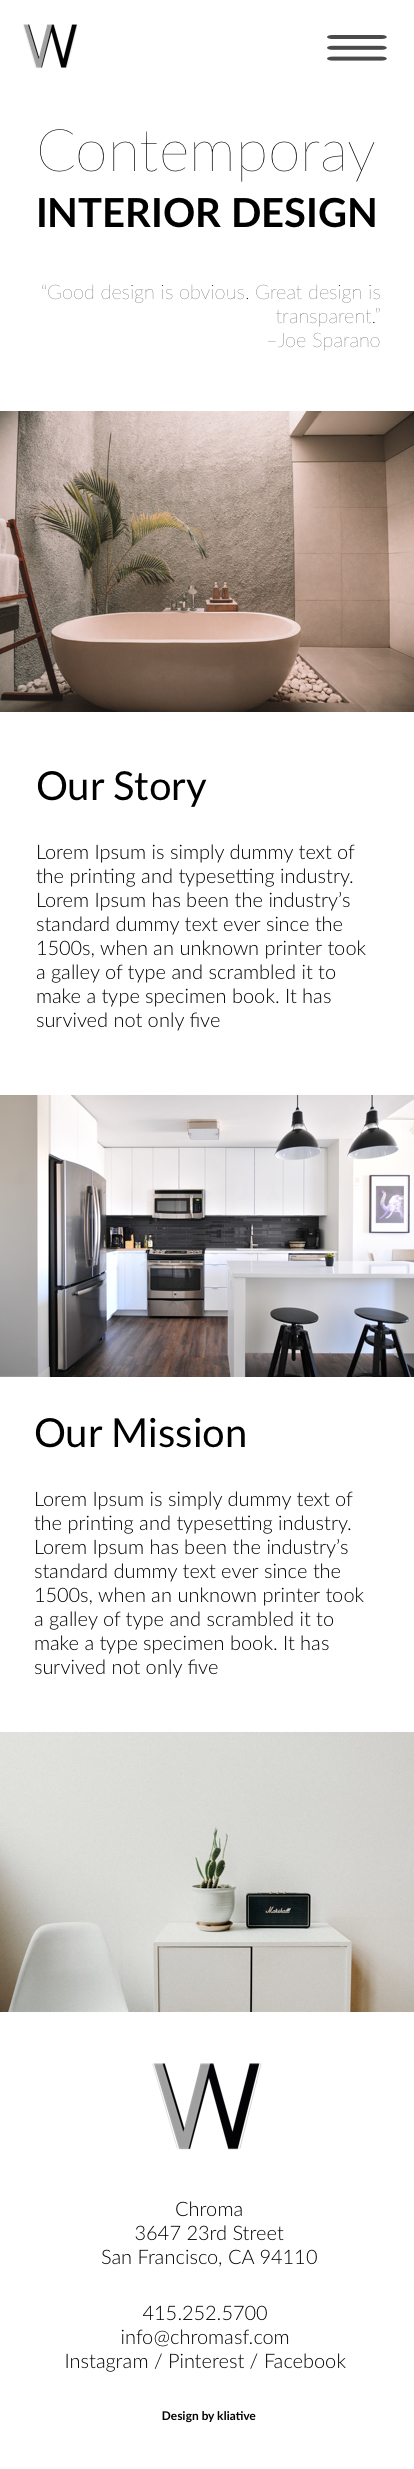 W
Contemporay
INTERIOR DESIGN
“Good design is obvious. Great design is
transparent.”
–Joe Sparano
Our Story
Lorem Ipsum is simply dummy text of
the printing and typesetting industry.
Lorem Ipsum has been the industry’s
standard dummy text ever since the
1500s, when an unknown printer took
a galley of type and scrambled it to
make a type specimen book. It has
survived not only five
Our Mission
Lorem Ipsum is simply dummy text of
the printing and typesetting industry.
Lorem Ipsum has been the industry’s
standard dummy text ever since the
1500s, when an unknown printer took
a galley of type and scrambled it to
make a type specimen book. It has
survived not only five
Marshall
W
Chroma
3647 23rd Street
San Francisco, CA 94110
415.252.5700
info@chromasf.com
Instagram / Pinterest / Facebook
Design by kliative